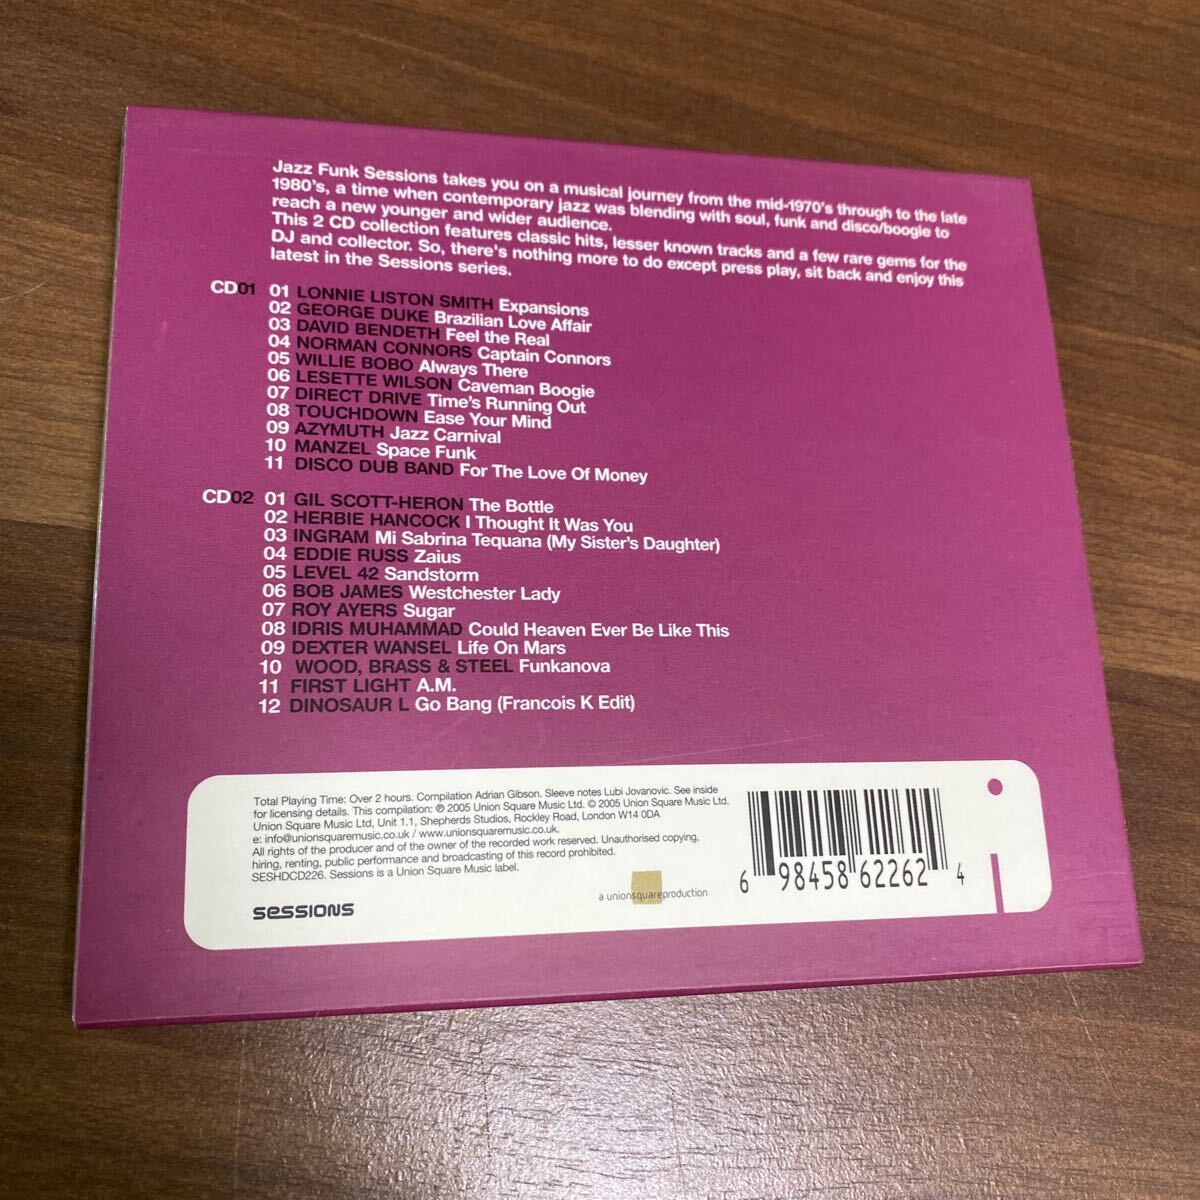 Jazz Funk Sessions takes you on a musical journey from the mid-1970's through to the late
1980's, a time when contemporary jazz was blending with soul, funk and disco/boogie to
reach a new younger and wider audience.
This 2 CD collection features classic hits, lesser known tracks and a few rare gems for the
DJ and collector. So, there's nothing more to do except press play, sit back and enjoy this
latest in the Sessions series.
CD01 01 LONNIE LISTON SMITH Expansions
02 GEORGE DUKE Brazilian Love Affair
03 DAVID BENDETH Feel the Real
04 NORMAN CONNORS Captain Connors
05 WILLIE BOBO Always There
06 LESETTE WILSON Caveman Boogie
07 DIRECT DRIVE Time's Running Out
08 TOUCHDOWN Ease Your Mind
09 AZYMUTH Jazz Carnival
10 MANZEL Space Funk
11 DISCO DUB BAND For The Love Of Money
CD02 01 GIL SCOTT-HERON The Bottle
02 HERBIE HANCOCK I Thought It Was You
03 INGRAM Mi Sabrina Tequana (My Sister's Daughter)
04 EDDIE RUSS Zaius
05 LEVEL 42 Sandstorm
06 BOB JAMES Westchester Lady
07 ROY AYERS Sugar
08 IDRIS MUHAMMAD Could Heaven Ever Be Like This
09 DEXTER WANSEL Life On Mars
10 WOOD, BRASS & STEEL Funkanova
11 FIRST LIGHT A.M.
12 DINOSAUR L Go Bang (Francois K Edit)
Total Playing Time: Over 2 hours. Compilation Adrian Gibson. Sleeve notes Lubi Jovanovic. See inside
for licensing details. This compilation: ℗ 2005 Union Square Music Ltd. © 2005 Union Square Music Ltd.
Union Square Music Ltd, Unit 1.1, Shepherds Studios, Rockley Road, London W14 0DA
e: info@unionsquaremusic.co.uk / www.unionsquaremusic.co.uk.
All rights of the producer and of the owner of the recorded work reserved. Unauthorised copying,
hiring, renting, public performance and broadcasting of this record prohibited.
SESHDCD226. Sessions is a Union Square Music label.
sessions
a unionsquareproduction
6 98458 62262 4